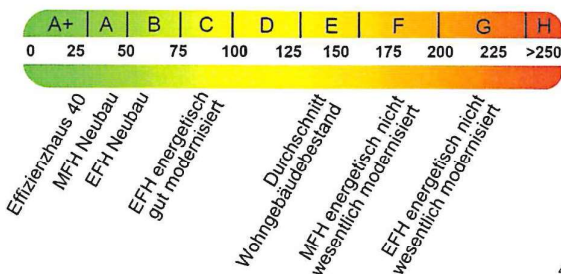 A+ A B C D E F G H
0 25 50 75 100 125 150 175 200 225 >250
Effizienzhaus 40
MFH Neubau
EFH Neubau
EFH energetisch
gut modernisiert
Durchschnitt
Wohngebäudebestand
MFH energetisch nicht
wesentlich modernisiert
EFH energetisch nicht
wesentlich modernisiert